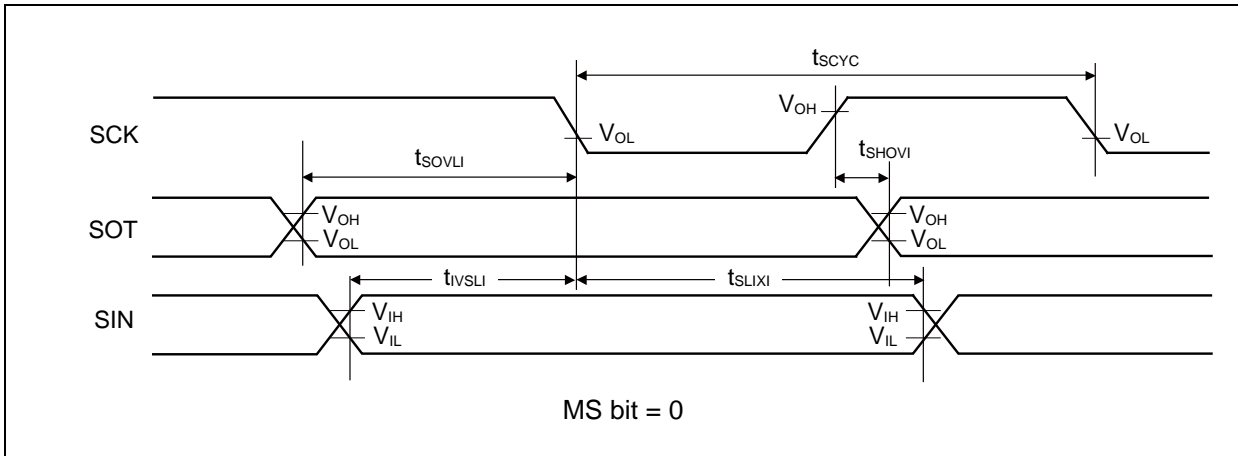 tSCYC
SCK
VOH
VOL
VOL
tSOVLI
tSHOVI
SOT
VOH
VOL
VOH
VOL
tIVSLI
tSLIXI
SIN
VIH
VIL
VIH
VIL
MS bit = 0